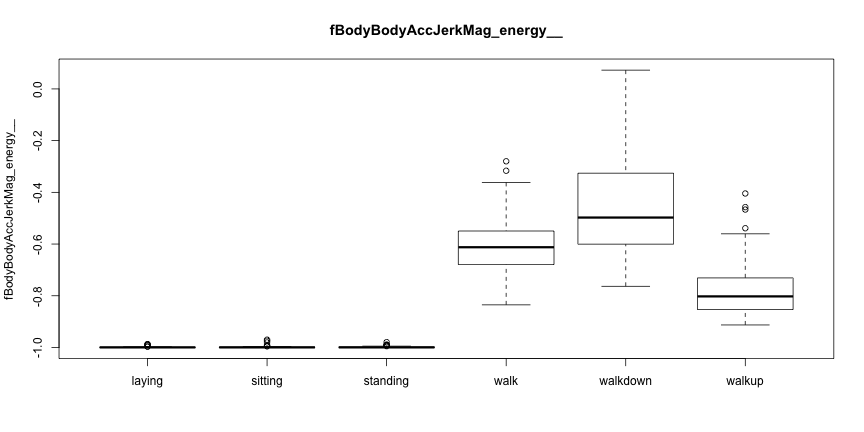 fBodyBodyAccJerkMag_energy__
fBodyBodyAccJerkMag_energy__
0.0
-0.2
-0.4
-0.6
-0.8
-1.0
laying sitting standing walk walkdown walkup